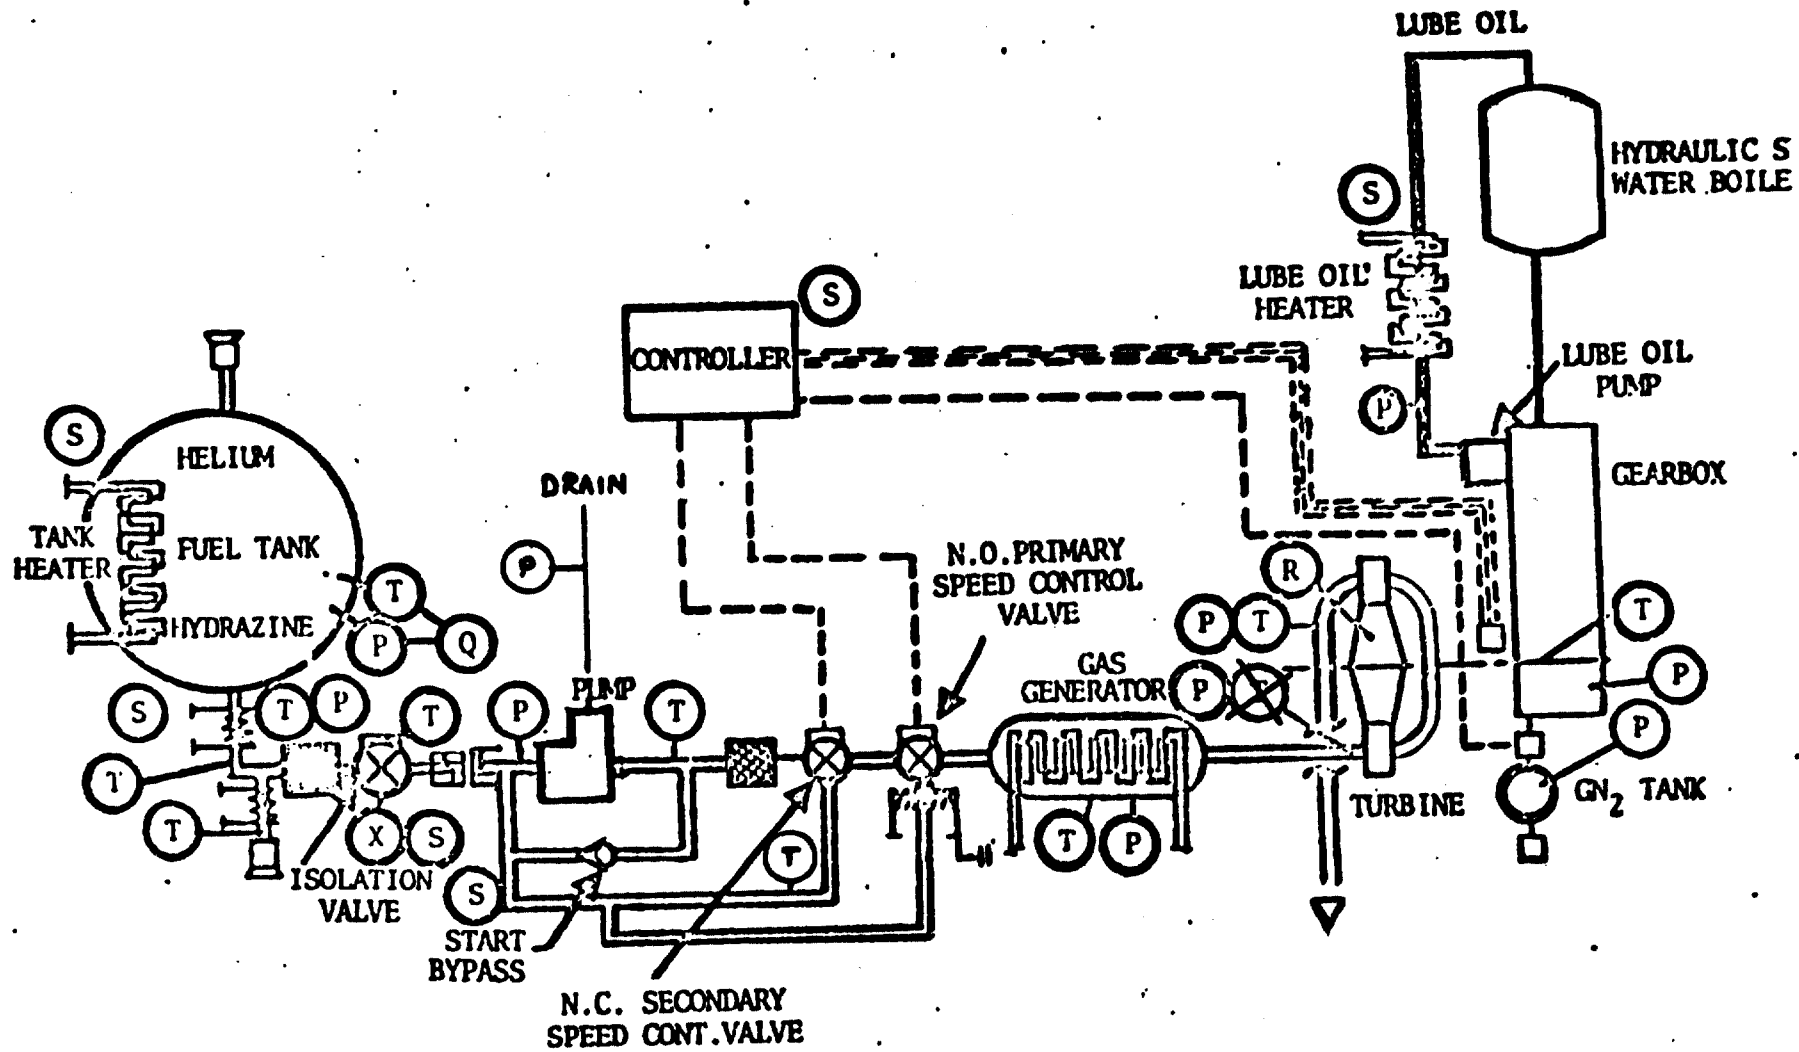 LUBE OIL
HYDRAULIC S
WATER BOILE
S
LUBE OIL
HEATER
S
CONTROLLER
LUBE OIL
PUMP
P
GEARBOX
S
HELIUM
DRAIN
TANK
HEATER
FUEL TANK
HYDRAZINE
P
T
P
Q
N.O. PRIMARY
SPEED CONTROL
VALVE
R
P
T
T
P
P
GAS
GENERATOR
P
S
T
P
T
P
PUMP
T
T
T
X
S
ISOLATION
VALVE
S
T
T
P
TURBINE
GN2 TANK
START
BYPASS
N.C. SECONDARY
SPEED CONT.VALVE